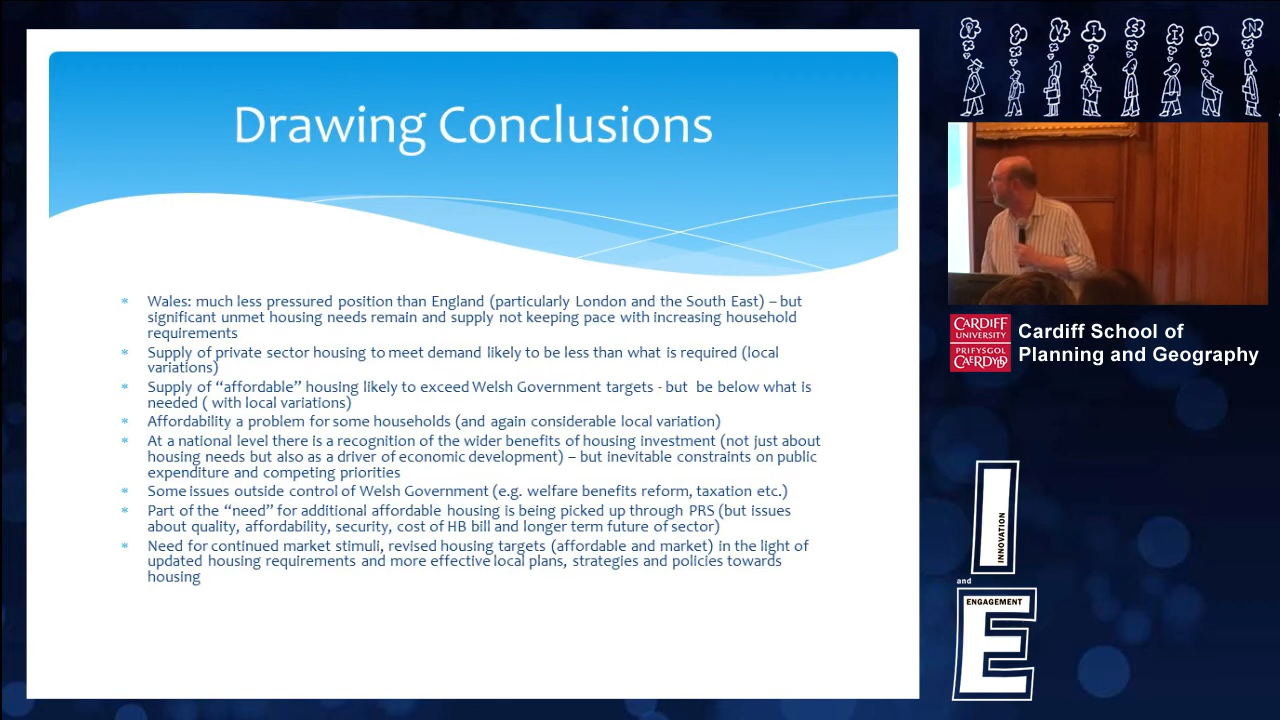 Drawing Conclusions
* Wales: much less pressured position than England (particularly London and the South East) – but
significant unmet housing needs remain and supply not keeping pace with increasing household
requirements
* Supply of private sector housing to meet demand likely to be less than what is required (local
variations)
* Supply of “affordable” housing likely to exceed Welsh Government targets - but be below what is
needed ( with local variations)
* Affordability a problem for some households (and again considerable local variation)
* At a national level there is a recognition of the wider benefits of housing investment (not just about
housing needs but also as a driver of economic development) – but inevitable constraints on public
expenditure and competing priorities
* Some issues outside control of Welsh Government (e.g. welfare benefits reform, taxation etc.)
* Part of the “need” for additional affordable housing is being picked up through PRS (but issues
about quality, affordability, security, cost of HB bill and longer term future of sector)
* Need for continued market stimuli, revised housing targets (affordable and market) in the light of
updated housing requirements and more effective local plans, strategies and policies towards
housing
CARDIFF
UNIVERSITY
PRIFYSGOL
CAERDYDD
Cardiff School of
Planning and Geography
I
INNOVATION
and
ENGAGEMENT
E